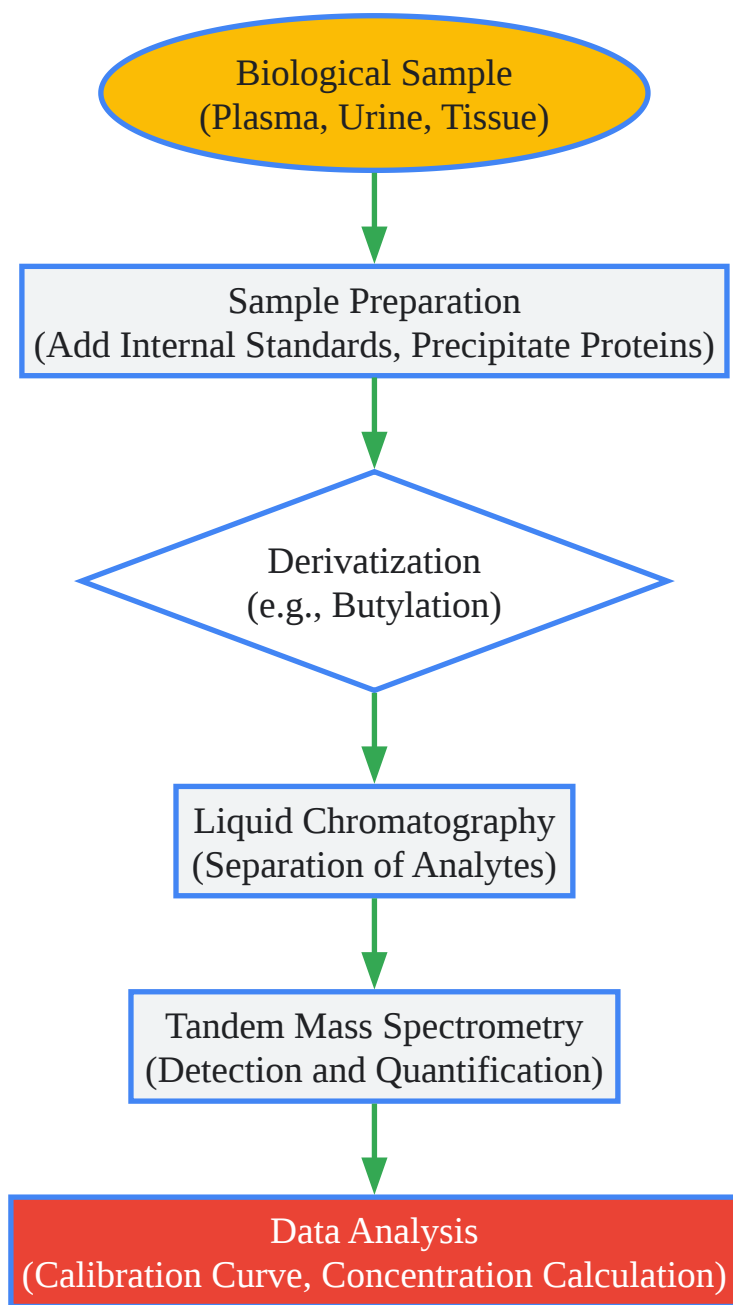 Biological Sample
(Plasma, Urine, Tissue)
Sample Preparation
(Add Internal Standards, Precipitate Proteins)
Derivatization
(e.g., Butylation)
Liquid Chromatography
(Separation of Analytes)
Tandem Mass Spectrometry
(Detection and Quantification)
Data Analysis
(Calibration Curve, Concentration Calculation)